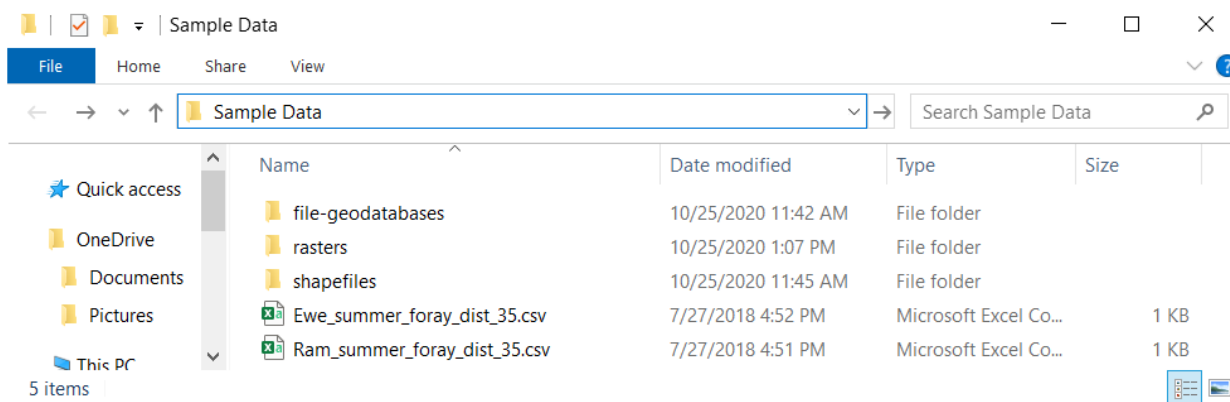 Sample Data
File Home Share View
Sample Data Search Sample Data
Name Date modified Type Size
Quick access
file-geodatabases 10/25/2020 11:42 AM File folder
OneDrive
rasters 10/25/2020 1:07 PM File folder
Documents
shapefiles 10/25/2020 11:45 AM File folder
Pictures
Ewe_summer_foray_dist_35.csv 7/27/2018 4:52 PM Microsoft Excel Co... 1 KB
This PC
Ram_summer_foray_dist_35.csv 7/27/2018 4:51 PM Microsoft Excel Co... 1 KB
5 items